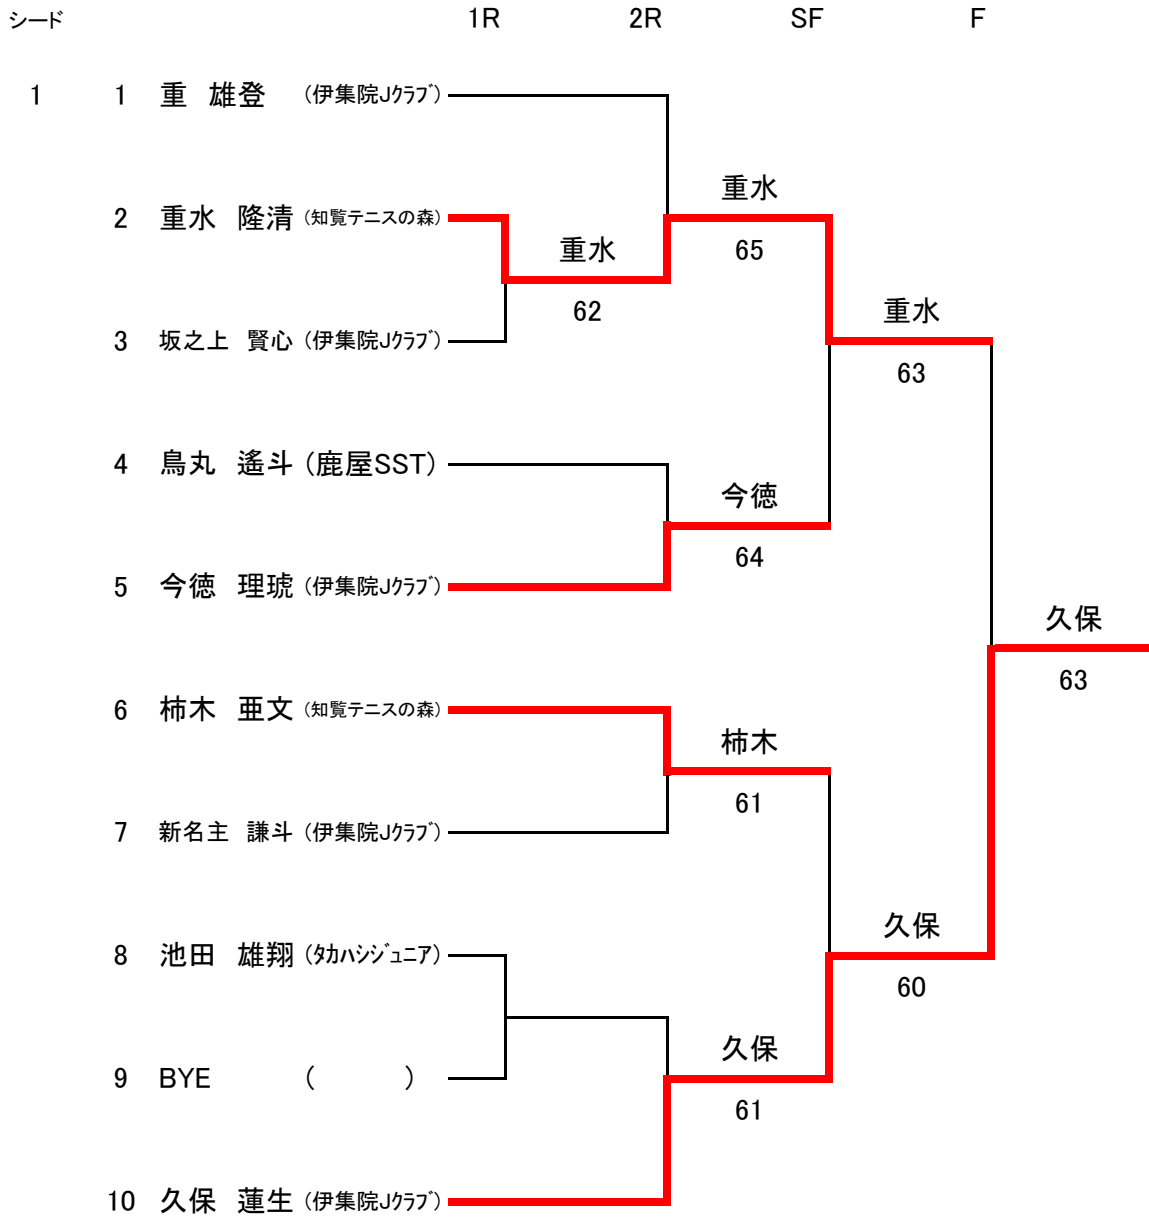 シード 1R 2R SF F
1 1 重 雄登 (伊集院Jｸﾗﾌﾞ)
重水
2 重水 隆清 (知覧テニスの森)
重水 65
62 重水
3 坂之上 賢心 (伊集院Jｸﾗﾌﾞ)
63
4 鳥丸 遙斗 (鹿屋SST)
今徳
64
5 今徳 理琥 (伊集院Jｸﾗﾌﾞ)
久保
63
6 柿木 亜文 (知覧テニスの森)
柿木
61
7 新名主 謙斗 (伊集院Jｸﾗﾌﾞ)
久保
8 池田 雄翔 (ﾀｶﾊｼｼﾞｭﾆｱ)
60
久保
9 BYE ( )
61
10 久保 蓮生 (伊集院Jｸﾗﾌﾞ)